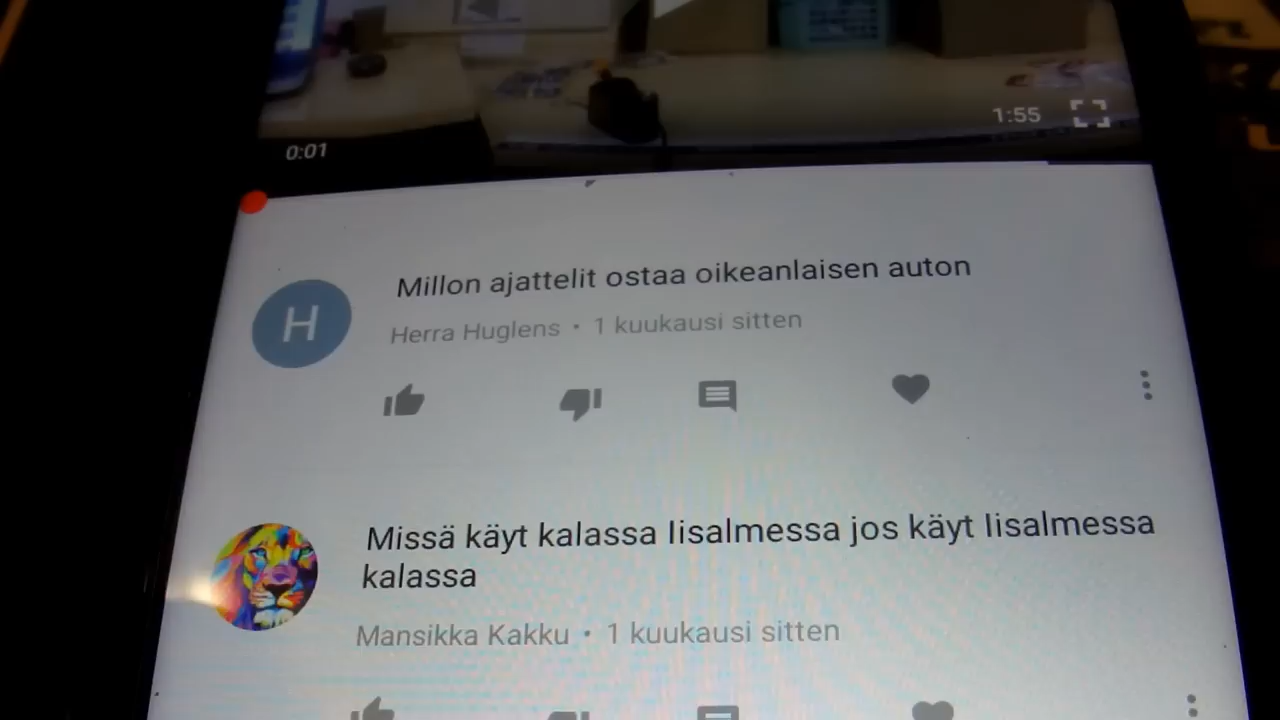 1:55
0:01
H
Millon ajattelit ostaa oikeanlaisen auton
Herra Huglens • 1 kuukausi sitten
Missä käyt kalassa Iisalmessa jos käyt Iisalmessa
kalassa
Mansikka Kakku • 1 kuukausi sitten